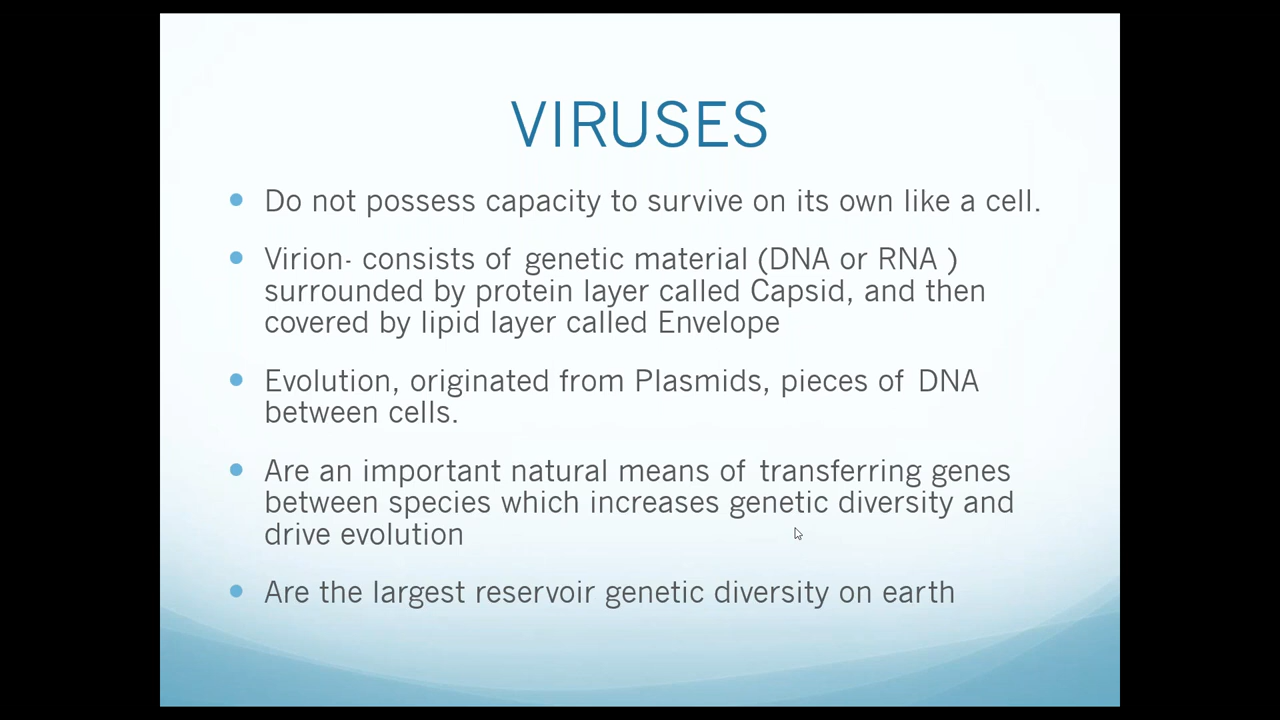 VIRUSES
Do not possess capacity to survive on its own like a cell.
Virion- consists of genetic material (DNA or RNA )
surrounded by protein layer called Capsid, and then
covered by lipid layer called Envelope
Evolution, originated from Plasmids, pieces of DNA
between cells.
Are an important natural means of transferring genes
between species which increases genetic diversity and
drive evolution
Are the largest reservoir genetic diversity on earth